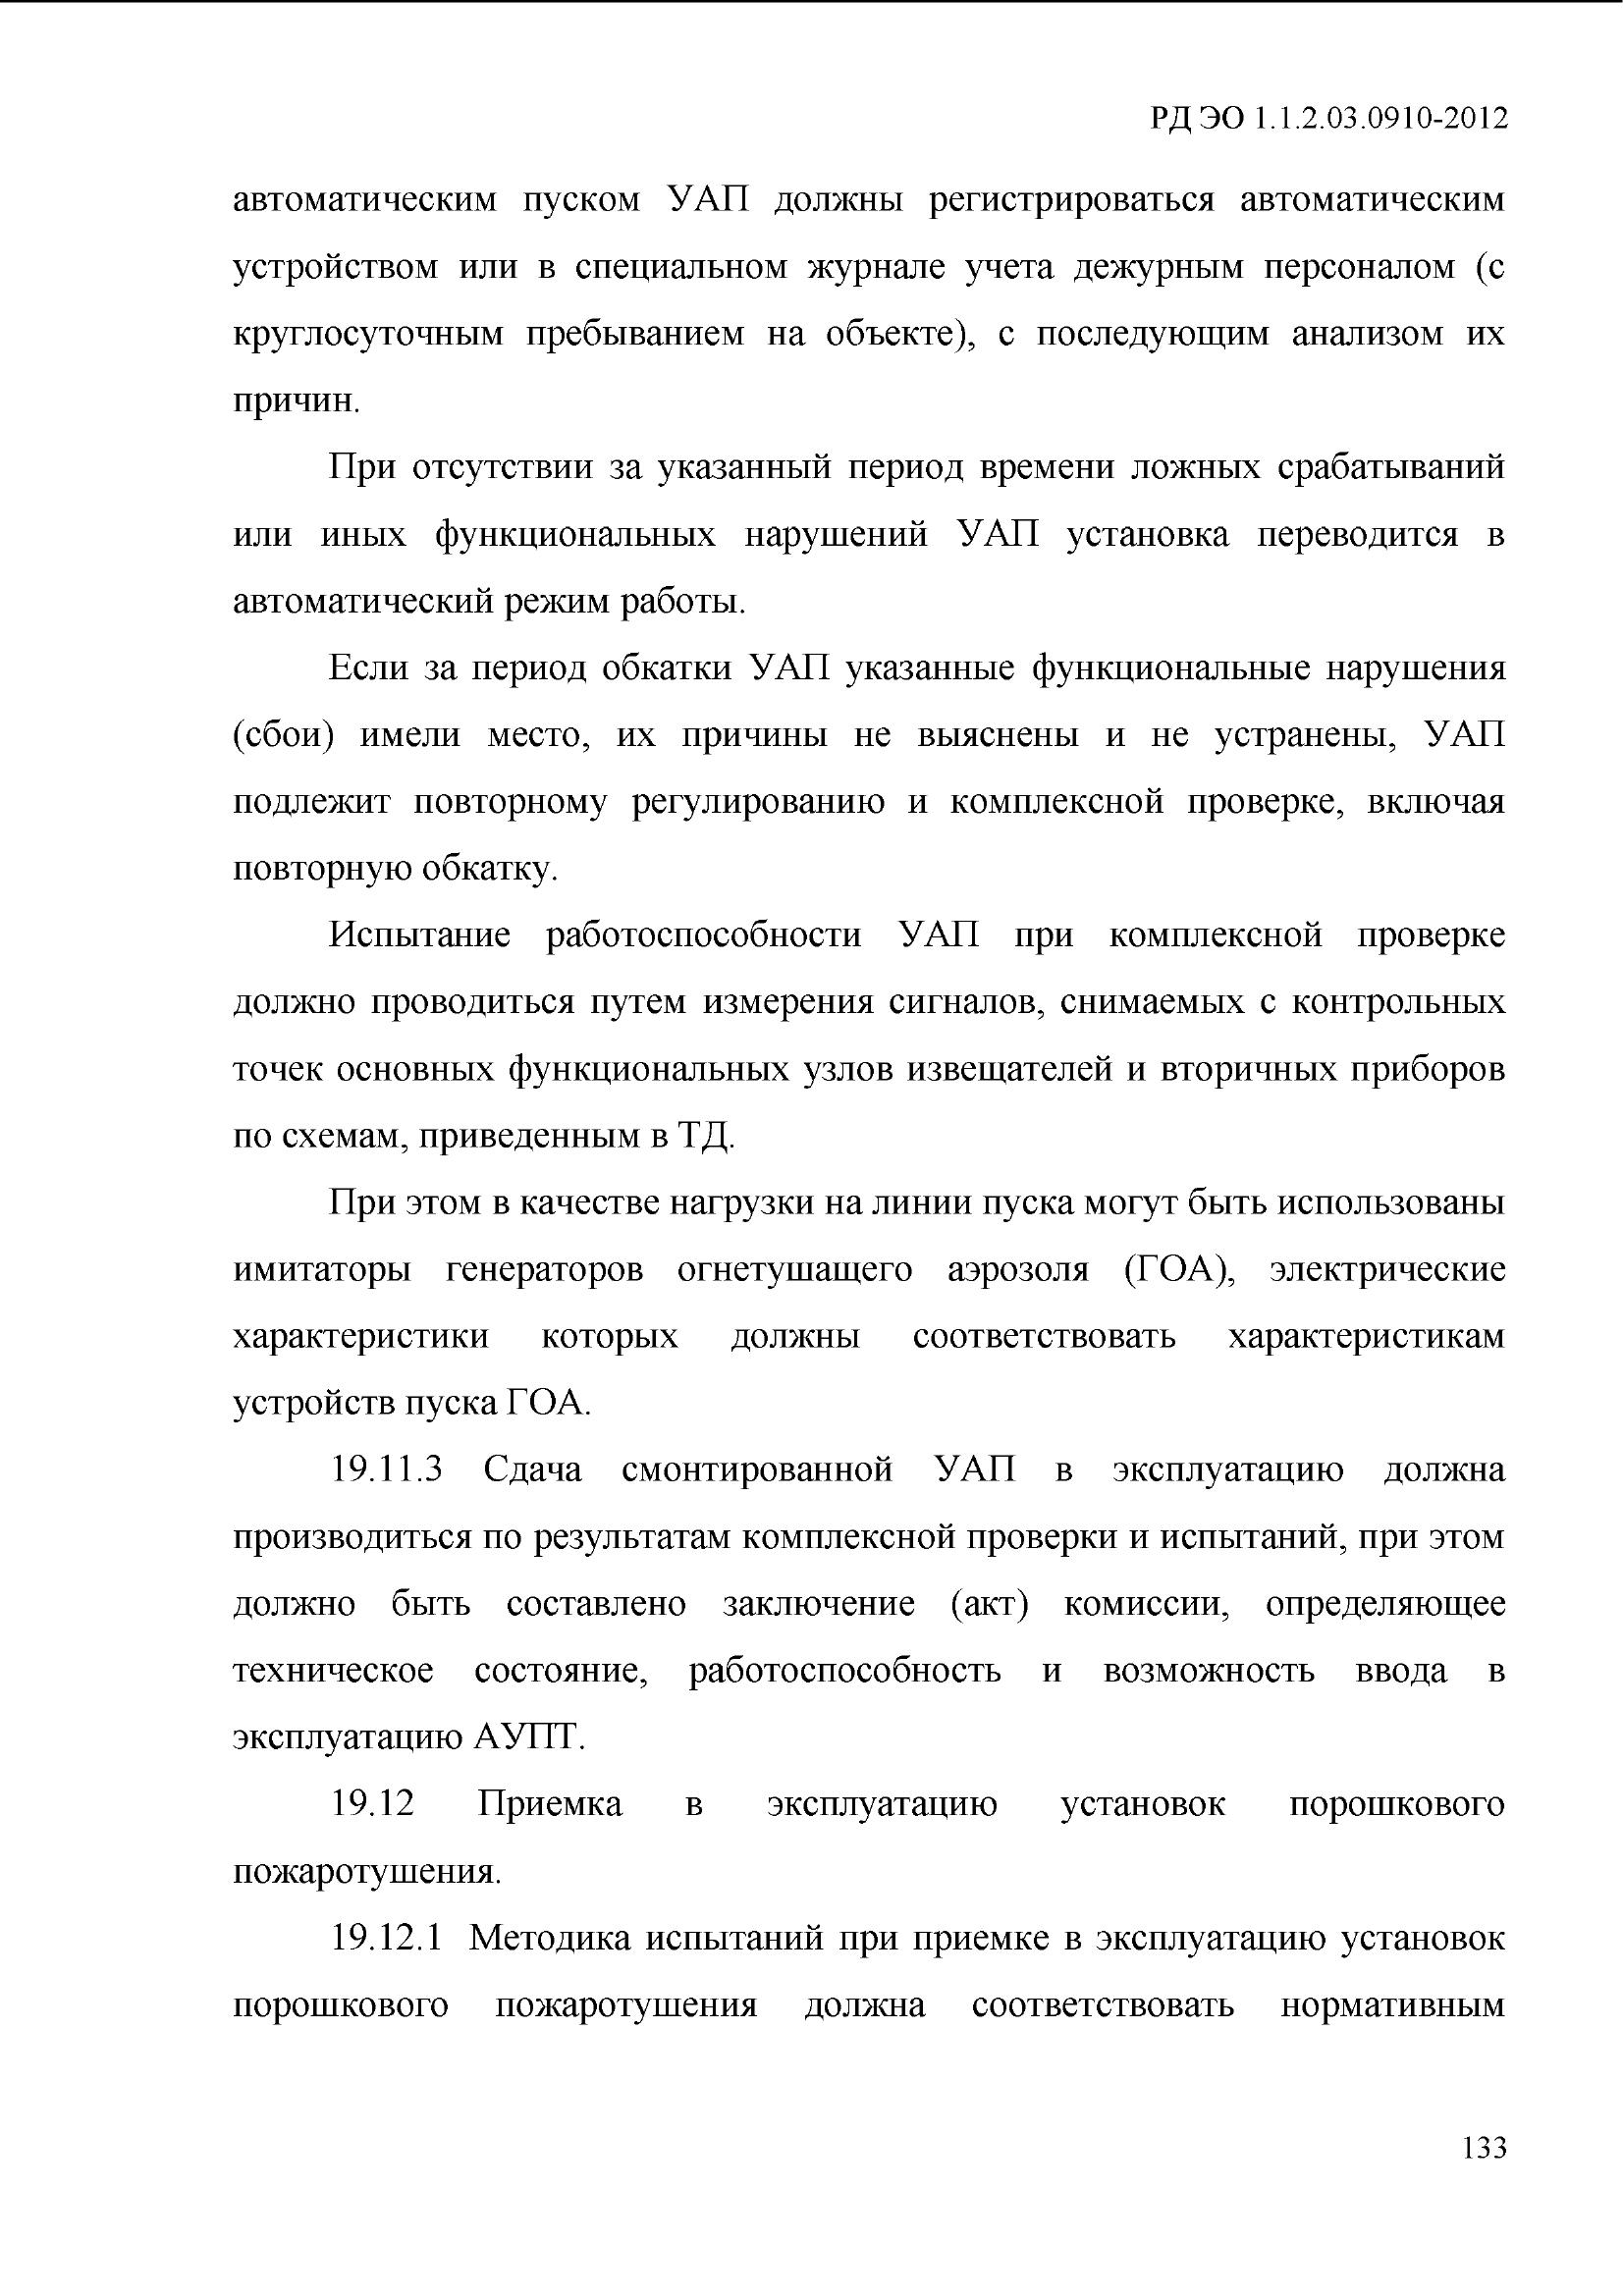 РД ЭО 1.1.2.03.0910-2012
автоматическим пуском УАП должны регистрироваться автоматическим
устройством или в специальном журнале учета дежурным персоналом (с
круглосуточным пребыванием на объекте), с последующим анализом их
причин.
При отсутствии за указанный период времени ложных срабатываний
или иных функциональных нарушений УАП установка переводится в
автоматический режим работы.
Если за период обкатки УАП указанные функциональные нарушения
(сбои) имели место, их причины не выяснены и не устранены, УАП
подлежит повторному регулированию и комплексной проверке, включая
повторную обкатку.
Испытание работоспособности УАП при комплексной проверке
должно проводиться путем измерения сигналов, снимаемых с контрольных
точек основных функциональных узлов извещателей и вторичных приборов
по схемам, приведенным в ТД.
При этом в качестве нагрузки на линии пуска могут быть использованы
имитаторы генераторов огнетушащего аэрозоля (ГОА), электрические
характеристики которых должны соответствовать характеристикам
устройств пуска ГОА.
19.11.3 Сдача смонтированной УАП в эксплуатацию должна
производиться по результатам комплексной проверки и испытаний, при этом
должно быть составлено заключение (акт) комиссии, определяющее
техническое состояние, работоспособность и возможность ввода в
эксплуатацию АУПТ.
19.12 Приемка в эксплуатацию установок порошкового
пожаротушения.
19.12.1 Методика испытаний при приемке в эксплуатацию установок
порошкового пожаротушения должна соответствовать нормативным
133